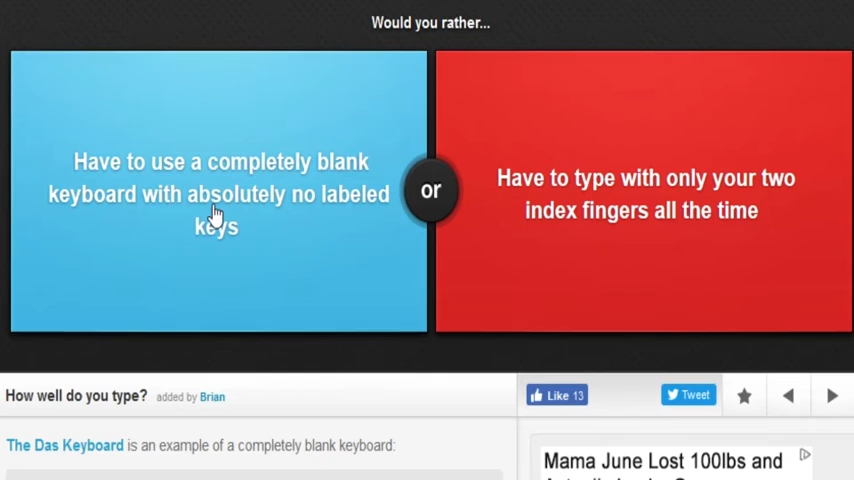 Would you rather...
Have to use a completely blank
keyboard with absolutely no labeled
keys
or
Have to type with only your two
index fingers all the time
How well do you type? added by Brian
Like 13
Tweet
The Das Keyboard is an example of a completely blank keyboard:
Mama June Lost 100lbs and